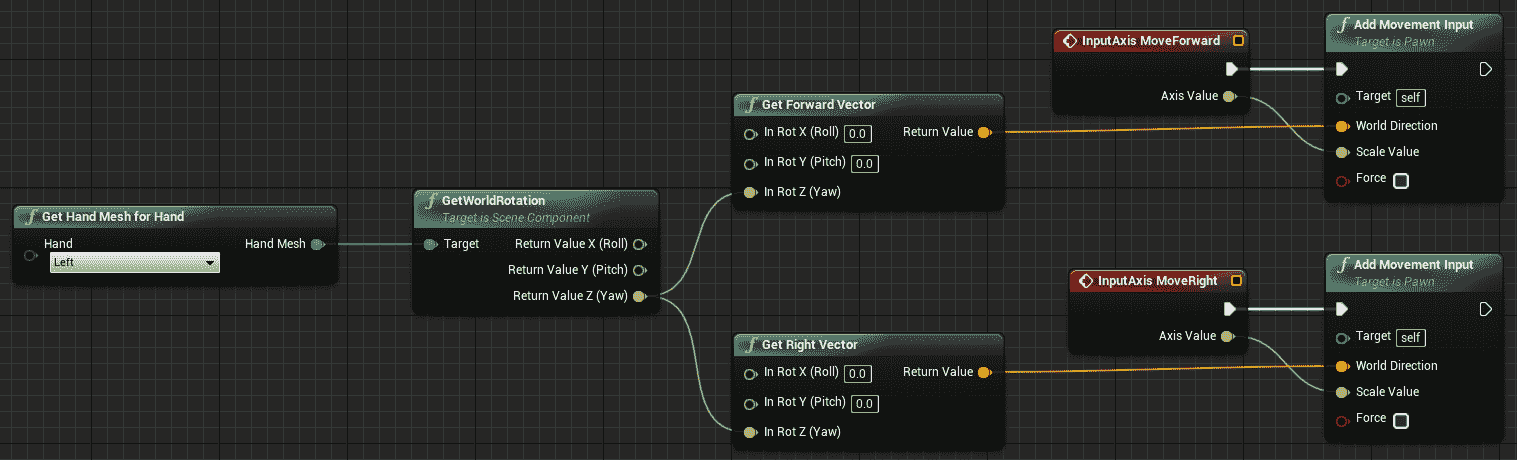 Get Hand Mesh for Hand
Hand
Left
Hand Mesh
GetWorldRotation
Target is Scene Component
Target
Return Value X (Roll)
Return Value Y (Pitch)
Return Value Z (Yaw)
Get Forward Vector
In Rot X (Roll) 0.0
Return Value
In Rot Y (Pitch) 0.0
In Rot Z (Yaw)
InputAxis MoveForward
Axis Value
Add Movement Input
Target is Pawn
Target self
World Direction
Scale Value
Force
Get Right Vector
In Rot X (Roll) 0.0
Return Value
In Rot Y (Pitch) 0.0
In Rot Z (Yaw)
InputAxis MoveRight
Axis Value
Add Movement Input
Target is Pawn
Target self
World Direction
Scale Value
Force